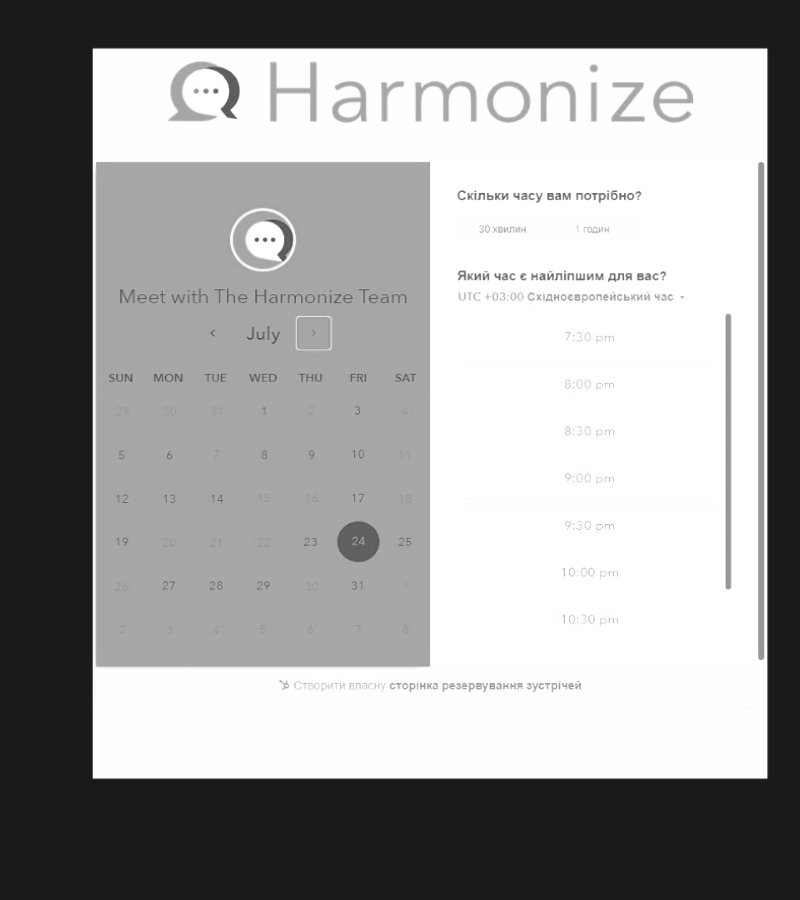 Harmonize
Meet with The Harmonize Team
July
SUN MON TUE WED THU FRI SAT
29 30 31 1 2 3 4
5 6 7 8 9 10 11
12 13 14 15 16 17 18
19 20 21 22 23 24 25
26 27 28 29 30 31 1
2 3 4 5 6 7 8
Скільки часу вам потрібно?
30 хвилин 1 годин
Який час є найліпшим для вас?
UTC +03:00 Східноєвропейський час
7:30 pm
8:00 pm
8:30 pm
9:00 pm
9:30 pm
10:00 pm
10:30 pm
Створити власну сторінка резервування зустрічей